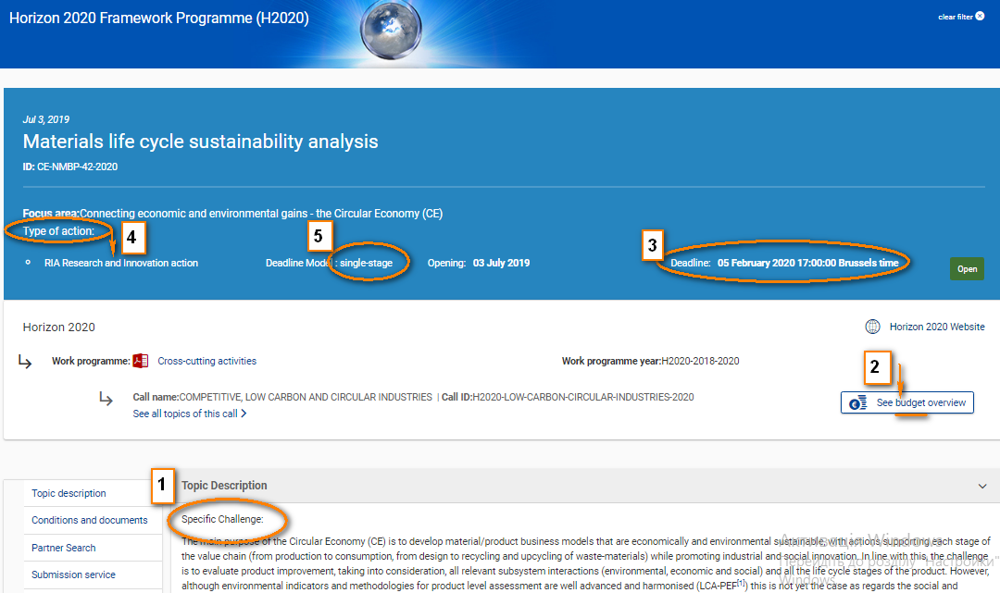 Horizon 2020 Framework Programme (H2020)
clear filter
Jul 3, 2019
Materials life cycle sustainability analysis
ID: CE-NMBP-42-2020
Focus area:Connecting economic and environmental gains - the Circular Economy (CE)
Type of action:
4
5
3
RIA Research and Innovation action
Deadline Model : single-stage
Opening: 03 July 2019
Deadline: 05 February 2020 17:00:00 Brussels time
Open
Horizon 2020
Horizon 2020 Website
Work programme: Cross-cutting activities
Work programme year:H2020-2018-2020
2
Call name:COMPETITIVE, LOW CARBON AND CIRCULAR INDUSTRIES | Call ID:H2020-LOW-CARBON-CIRCULAR-INDUSTRIES-2020
See budget overview
See all topics of this call
1
Topic Description
Topic description
Conditions and documents
Partner Search
Submission service
Specific Challenge:
The main purpose of the Circular Economy (CE) is to develop material/product business models that are economically and environmental sustainable, with actions supporting each stage of
the value chain (from production to consumption, from design to recycling and upcycling of waste-materials) while promoting industrial and social innovation. In line with this, the challenge
is to evaluate product improvement, taking into consideration, all relevant subsystem interactions (environmental, economic and social) and all the life cycle stages of the product. However,
although environmental indicators and methodologies for product level assessment are well advanced and harmonised (LCA-PEF[1]) this is not yet the case as regards the social and
Активація Windows
Перейдіть до розділу "Настройки"
Windows.